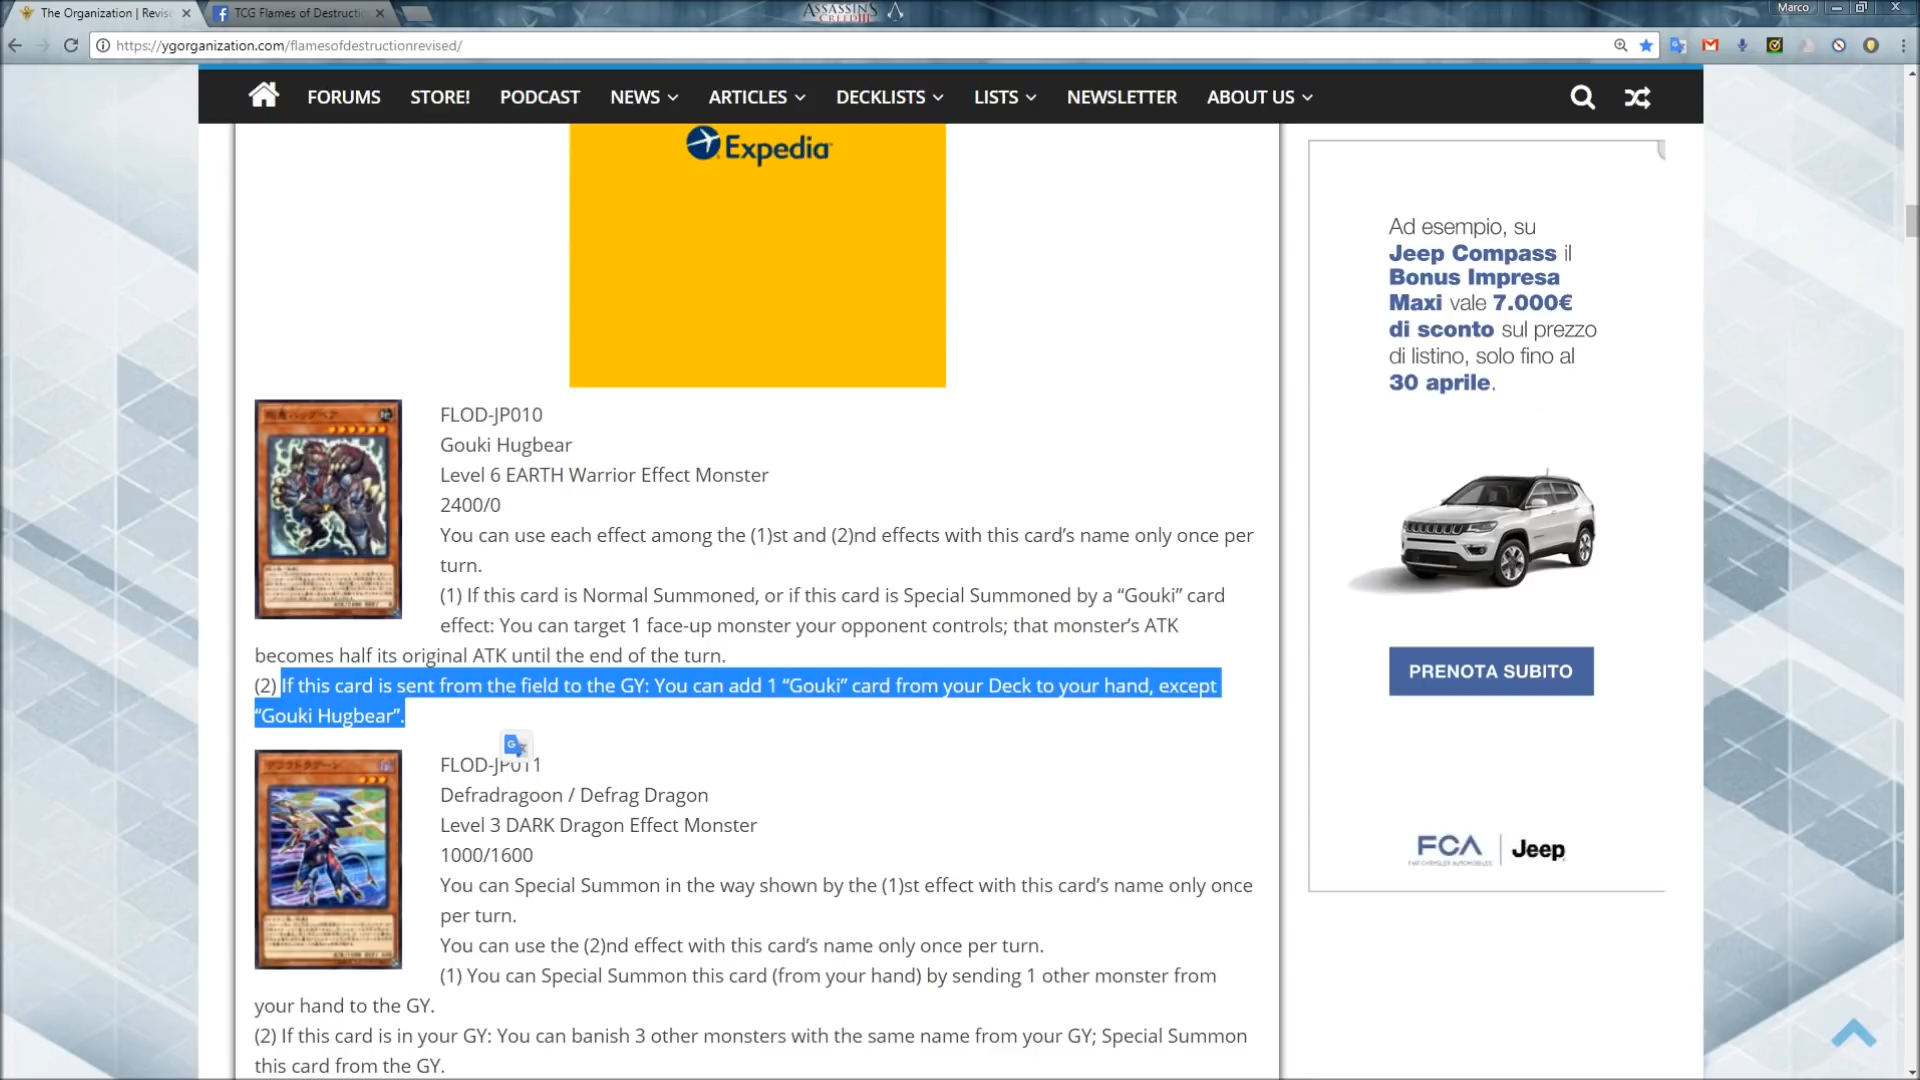 The Organization | Revis
TCG Flames of Destructio
ASSASSIN'S CREED III
Marco
https://ygorganization.com/flamesofdestructionrevised/
FORUMS STORE! PODCAST NEWS ARTICLES DECKLISTS LISTS NEWSLETTER ABOUT US
Expedia
FLOD-JP010
Gouki Hugbear
Level 6 EARTH Warrior Effect Monster
2400/0
You can use each effect among the (1)st and (2)nd effects with this card’s name only once per
turn.
(1) If this card is Normal Summoned, or if this card is Special Summoned by a “Gouki” card
effect: You can target 1 face-up monster your opponent controls; that monster’s ATK
becomes half its original ATK until the end of the turn.
(2) If this card is sent from the field to the GY: You can add 1 “Gouki” card from your Deck to your hand, except
“Gouki Hugbear”.
FLOD-JP011
Defradragoon / Defrag Dragon
Level 3 DARK Dragon Effect Monster
1000/1600
You can Special Summon in the way shown by the (1)st effect with this card’s name only once
per turn.
You can use the (2)nd effect with this card’s name only once per turn.
(1) You can Special Summon this card (from your hand) by sending 1 other monster from
your hand to the GY.
(2) If this card is in your GY: You can banish 3 other monsters with the same name from your GY; Special Summon
this card from the GY.
Ad esempio, su
Jeep Compass il
Bonus Impresa
Maxi vale 7.000€
di sconto sul prezzo
di listino, solo fino al
30 aprile.
PRENOTA SUBITO
FCA Jeep
FIAT CHRYSLER AUTOMOBILES